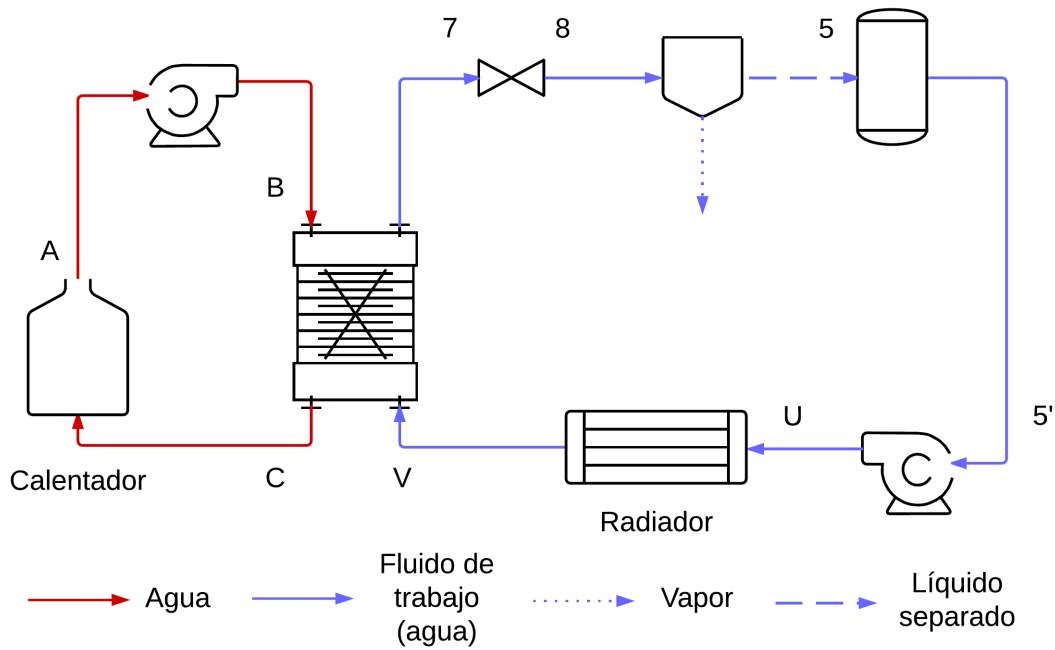 7
8
5
B
A
5'
U
Calentador
C
V
Radiador
Agua
Fluido de
trabajo
(agua)
Vapor
Líquido
separado